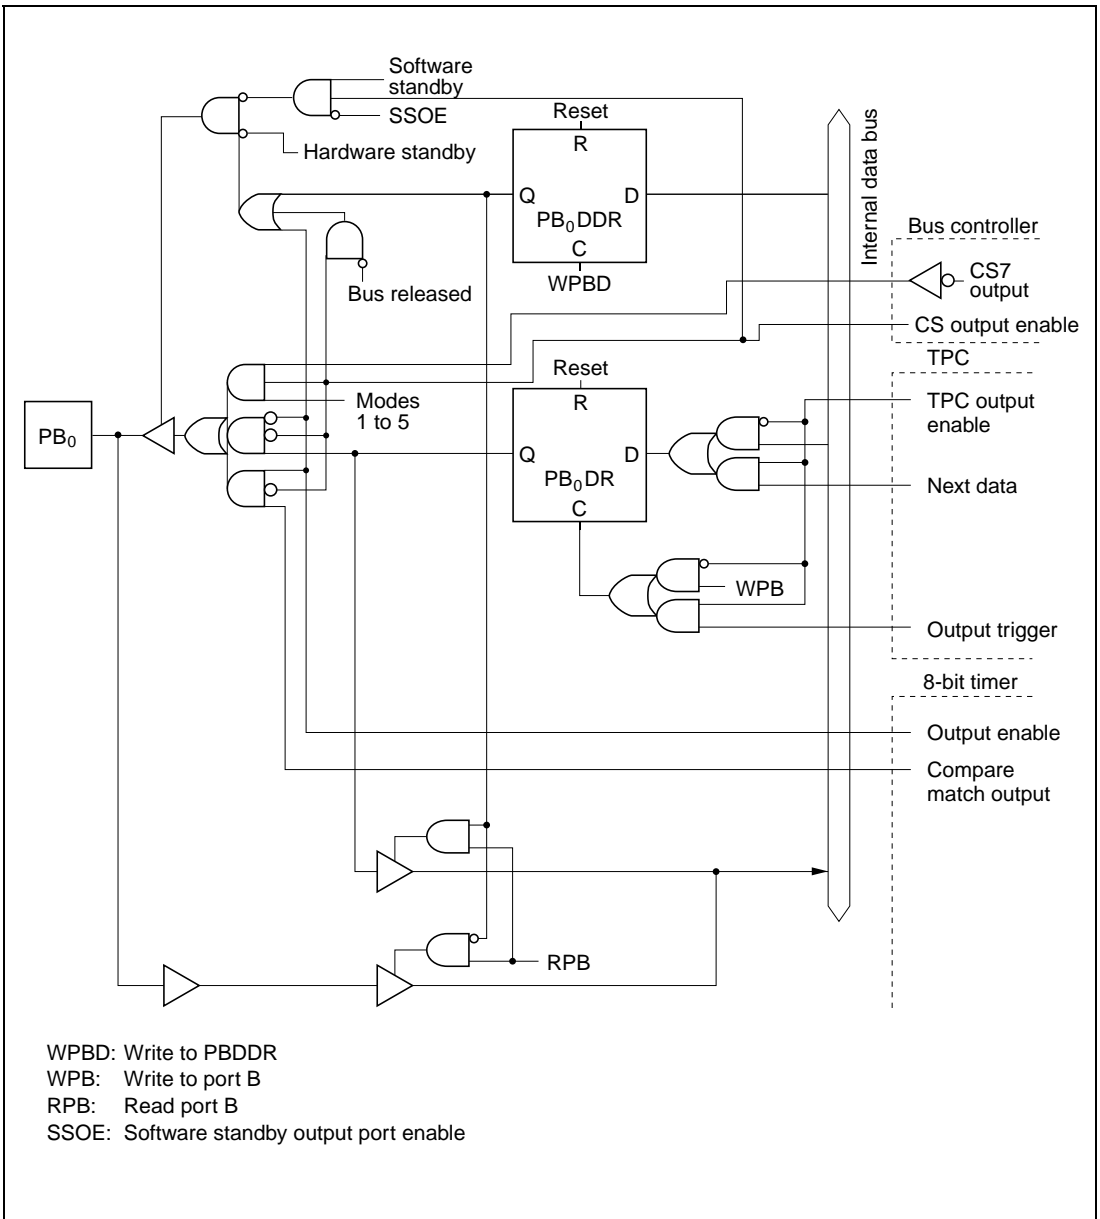 Software
standby
SSOE
Hardware standby
Reset
R
Q
D
PB0DDR
C
WPBD
Internal data bus
Bus controller
CS7
output
Bus released
CS output enable
TPC
Modes
1 to 5
Reset
R
TPC output
enable
PB0
Q
D
PB0DR
C
Next data
WPB
Output trigger
8-bit timer
Output enable
Compare
match output
RPB
WPBD: Write to PBDDR
WPB: Write to port B
RPB: Read port B
SSOE: Software standby output port enable